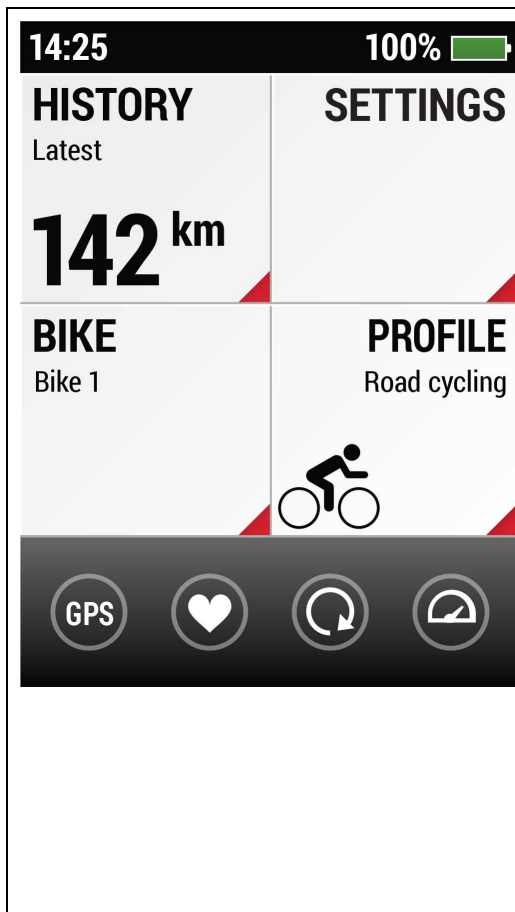 14:25 100%
HISTORY
Latest
142 km
SETTINGS
BIKE
Bike 1
PROFILE
Road cycling
GPS